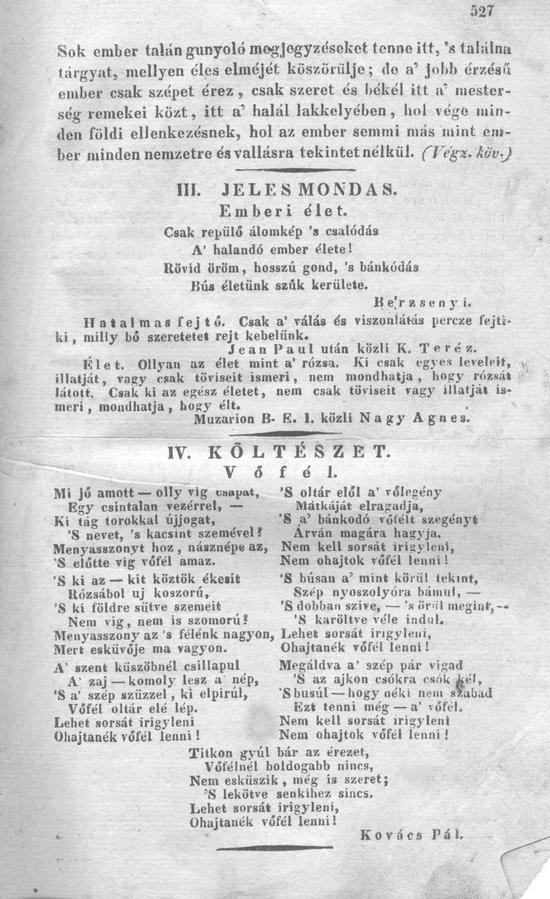 527
Sok ember talán gunyoló megjegyzéseket tenne itt, 's találna
tárgyat, mellyen éles elméjét köszörülje; de a' jobb érzésű
ember csak szépet érez, csak szeret és békél itt a' mester-
ség remekei közt, itt a' halál lakkelyében, hol vége min-
den földi ellenkezésnek, hol az ember semmi más mint em-
ber minden nemzetre és vallásra tekintet nélkül. (Végz. köv.)
III. JELES MONDAS.
Emberi élet.
Csak repülő álomkép 's csalódás
A' halandó ember élete!
Rövid öröm, hosszú gond, 's bánkódás
Bús életünk szűk kerülete.
Berzsenyi.
Hatalmas fejtő. Csak a' válás és viszonlátás percze fejti-
ki, milly bő szeretetet rejt kebelünk.
Jean Paul után közli K. Teréz.
Élet. Ollyan az élet mint a' rózsa. Ki csak egyes leveleit,
illatját, vagy csak töviseit ismeri, nem mondhatja, hogy rózsát
látott. Csak ki az egész életet, nem csak töviseit vagy illatját is-
meri, mondhatja, hogy élt.
Muzarion B. E. l. közli Nagy Agnes.
IV. KÖLTÉSZET.
Vőfél.
Mi jő amott — olly vig csapat,
Egy csintalan vezérrel, —
Ki tág torokkal újjogat,
'S nevet, 's kacsint szemével?
Menyasszonyt hoz, násznépe az,
'S előtte vig vőfél amaz.
'S ki az — kit köztök ékesit
Rózsából uj koszorú,
'S ki földre sütve szemeit
Nem vig, nem is szomorú?
Menyasszony az 's félénk nagyon,
Mert esküvője ma vagyon.
A' szent küszöbnél csillapul
A' zaj — komoly lesz a' nép,
'S a' szép szüzzel, ki elpirúl,
Vőfél oltár elé lép.
Lehet sorsát irigyleni
Ohajtanék vőfél lenni!
'S oltár elől a' vőlegény
Mátkáját elragadja,
'S a' bánkodó vőfélt szegényt
Árván magára hagyja.
Nem kell sorsát irigyleni,
Nem ohajtok vőfél lenni!
'S búsan a' mint körül tekint,
Szép nyoszolyóra bámul, —
'S dobban szive, — 's örül megint, —
'S karöltve véle indul.
Lehet sorsát irigyleni,
Ohajtanék vőfél lenni!
Megáldva a' szép pár vigad
'S az ajkon csókra csók kél,
'S busúl — hogy néki nem szabad
Ezt tenni még — a' vőfél.
Nem kell sorsát irigyleni
Nem ohajtok vőfél lenni!
Titkon gyúl bár az érezet,
Vőfélnél boldogabb nincs,
Nem esküszik, még is szeret;
'S lekötve senkihez sincs.
Lehet sorsát irigyleni,
Ohajtanék vőfél lenni!
Kovács Pál.